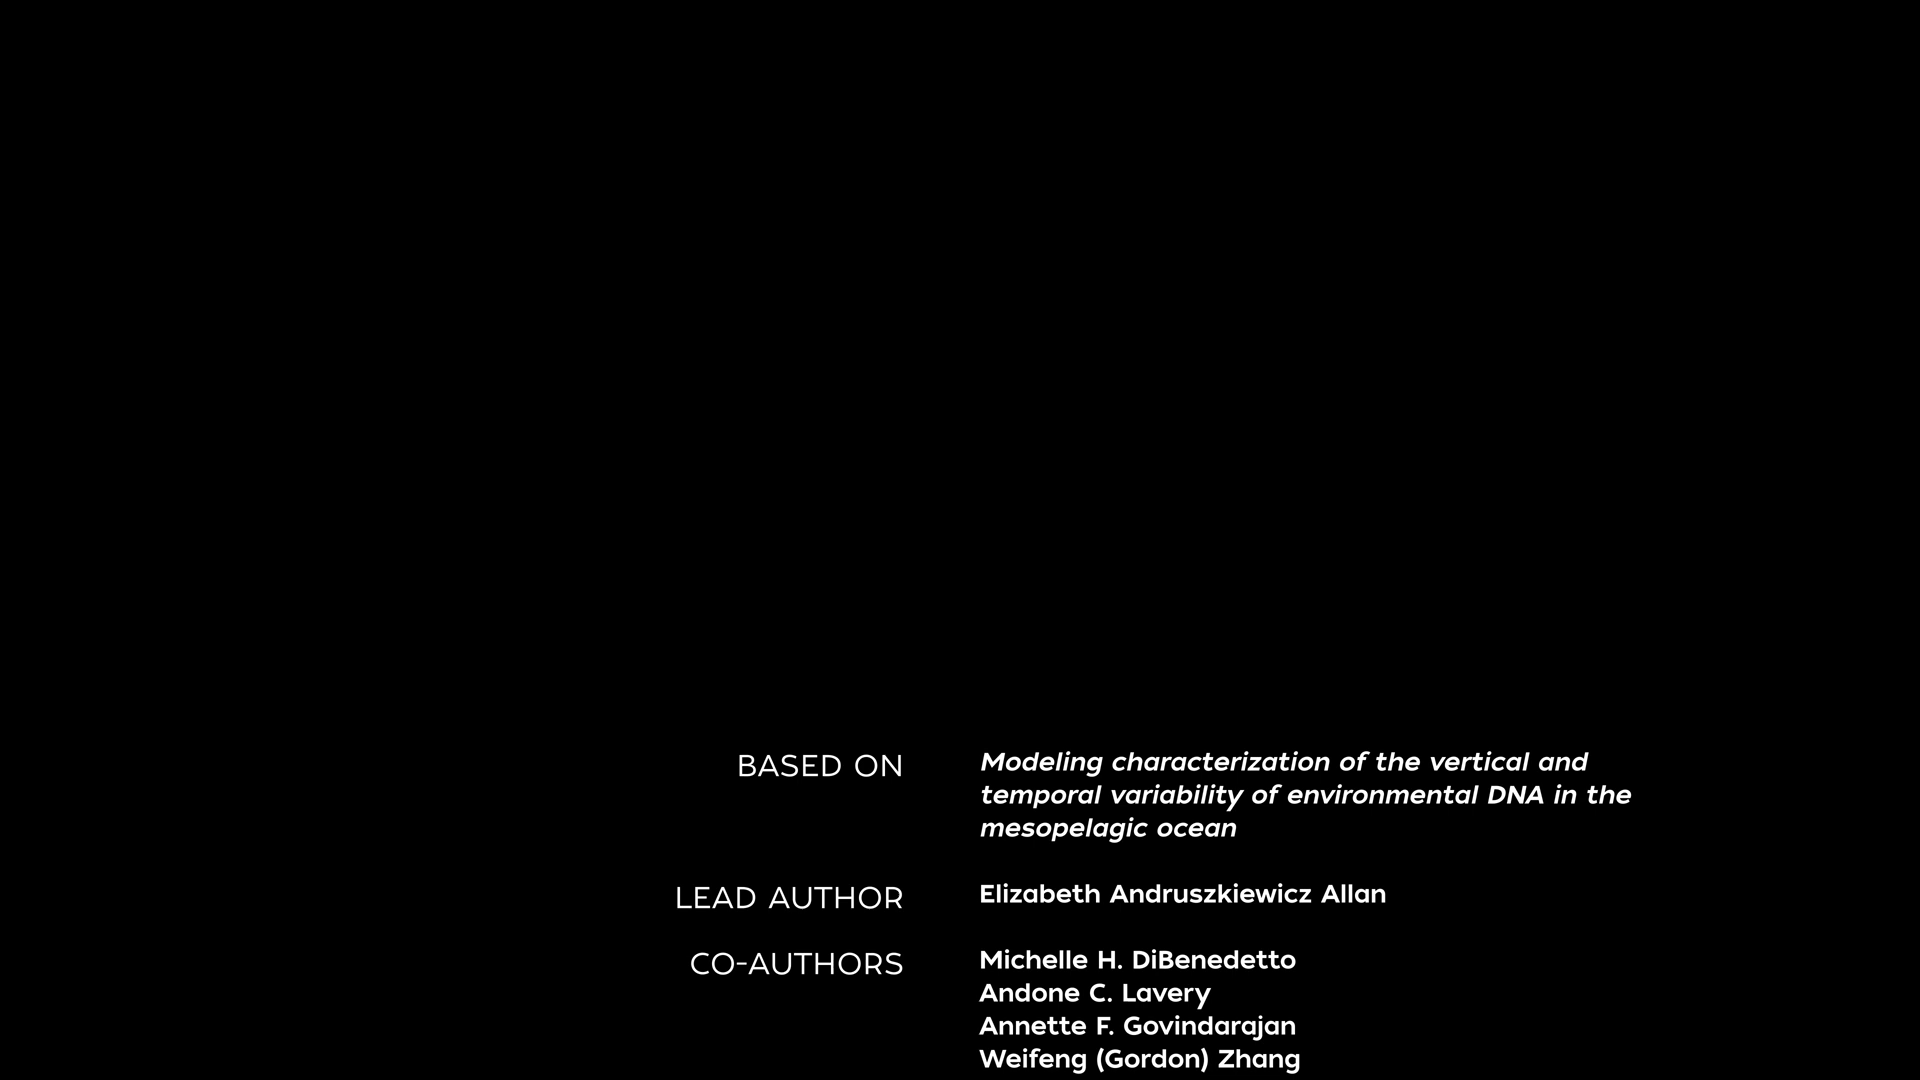 BASED ON
Modeling characterization of the vertical and
temporal variability of environmental DNA in the
mesopelagic ocean
LEAD AUTHOR
Elizabeth Andruszkiewicz Allan
CO-AUTHORS
Michelle H. DiBenedetto
Andone C. Lavery
Annette F. Govindarajan
Weifeng (Gordon) Zhang